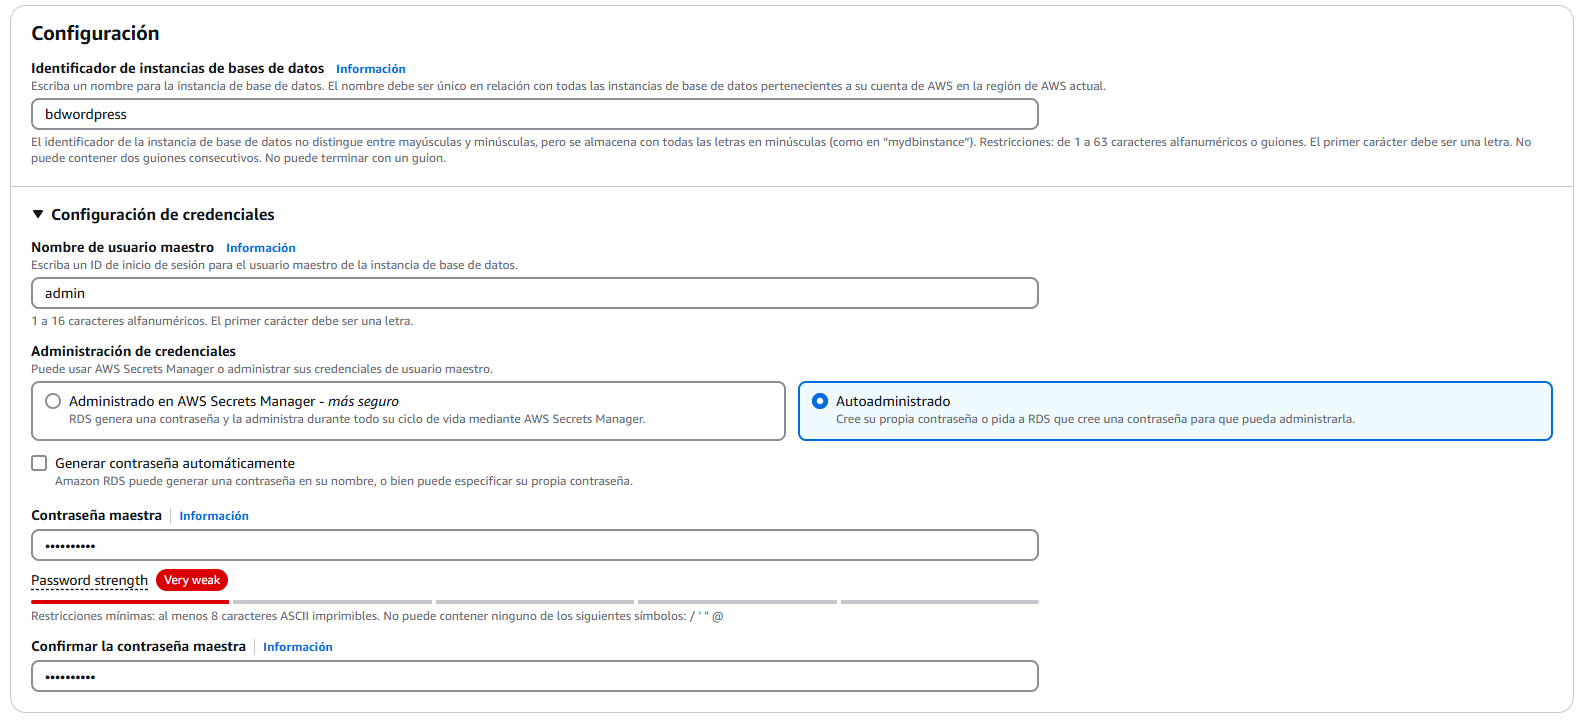 Configuración
Identificador de instancias de bases de datos Información
Escriba un nombre para la instancia de base de datos. El nombre debe ser único en relación con todas las instancias de base de datos pertenecientes a su cuenta de AWS en la región de AWS actual.
bdwordpress
El identificador de la instancia de base de datos no distingue entre mayúsculas y minúsculas, pero se almacena con todas las letras en minúsculas (como en “mydbinstance”). Restricciones: de 1 a 63 caracteres alfanuméricos o guiones. El primer carácter debe ser una letra. No
puede contener dos guiones consecutivos. No puede terminar con un guion.
Configuración de credenciales
Nombre de usuario maestro Información
Escriba un ID de inicio de sesión para el usuario maestro de la instancia de base de datos.
admin
1 a 16 caracteres alfanuméricos. El primer carácter debe ser una letra.
Administración de credenciales
Puede usar AWS Secrets Manager o administrar sus credenciales de usuario maestro.
Administrado en AWS Secrets Manager - más seguro
RDS genera una contraseña y la administra durante todo su ciclo de vida mediante AWS Secrets Manager.
Autoadministrado
Cree su propia contraseña o pida a RDS que cree una contraseña para que pueda administrarla.
Generar contraseña automáticamente
Amazon RDS puede generar una contraseña en su nombre, o bien puede especificar su propia contraseña.
Contraseña maestra Información
••••••••••
Password strength Very weak
Restricciones mínimas: al menos 8 caracteres ASCII imprimibles. No puede contener ninguno de los siguientes símbolos: / ' " @
Confirmar la contraseña maestra Información
••••••••••